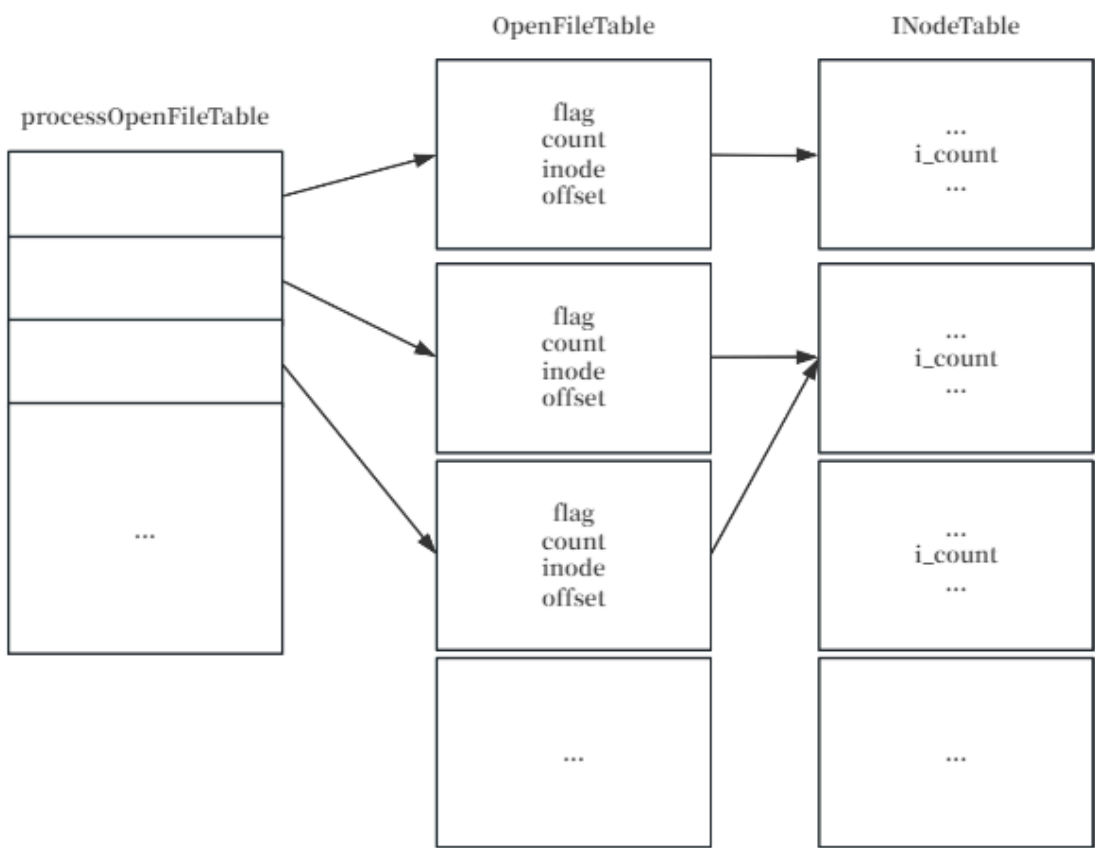 processOpenFileTable
...
OpenFileTable
flag
count
inode
offset
flag
count
inode
offset
flag
count
inode
offset
...
INodeTable
...
i_count
...
...
i_count
...
...
i_count
...
...